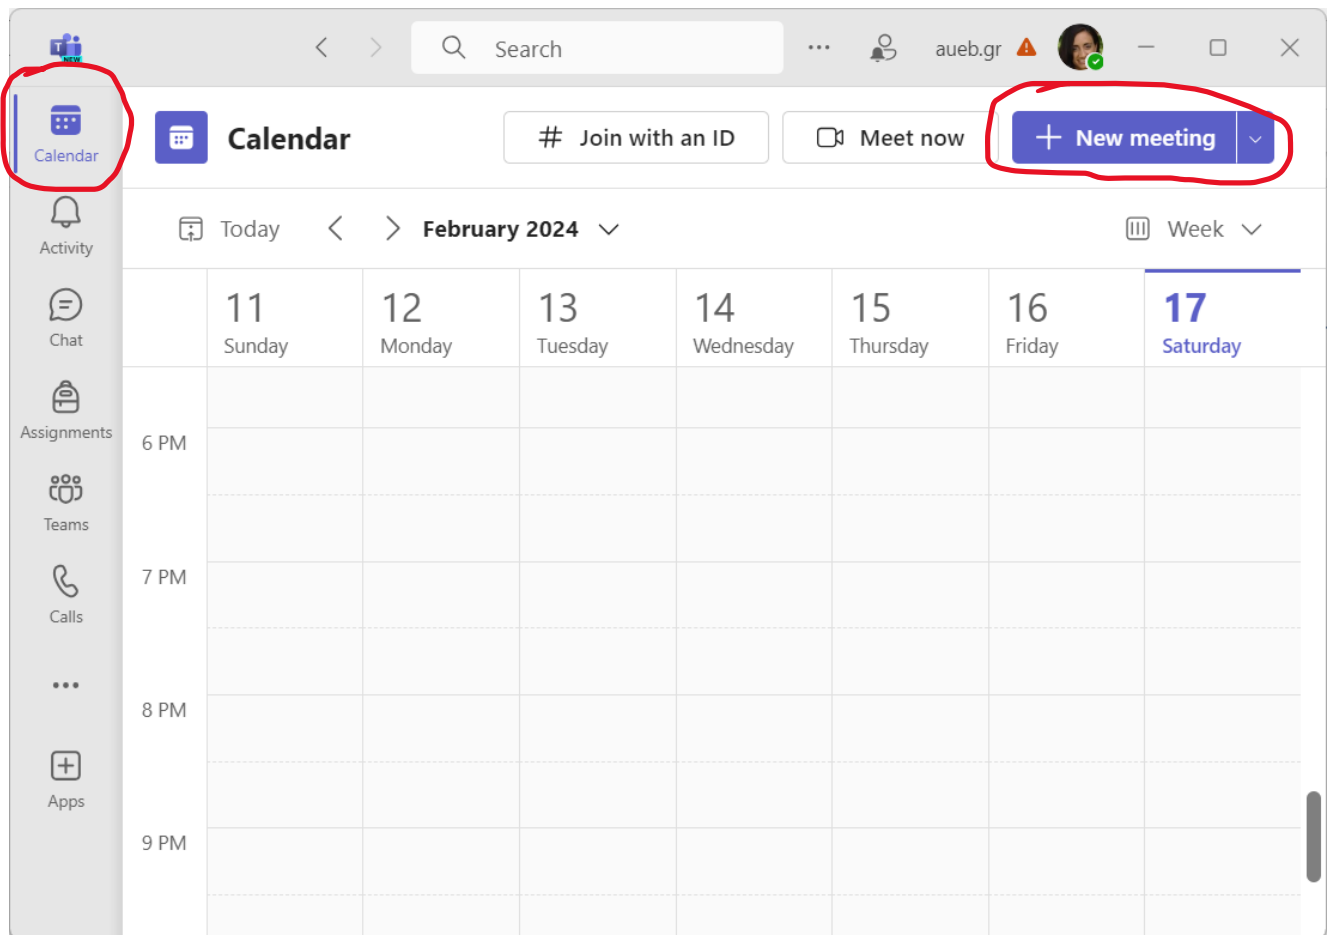 NEW
Search
aueb.gr
Calendar
Activity
Chat
Assignments
Teams
Calls
Apps
Calendar
# Join with an ID
Meet now
+ New meeting
Today
February 2024
Week
11 12 13 14 15 16 17
Sunday Monday Tuesday Wednesday Thursday Friday Saturday
6 PM
7 PM
8 PM
9 PM